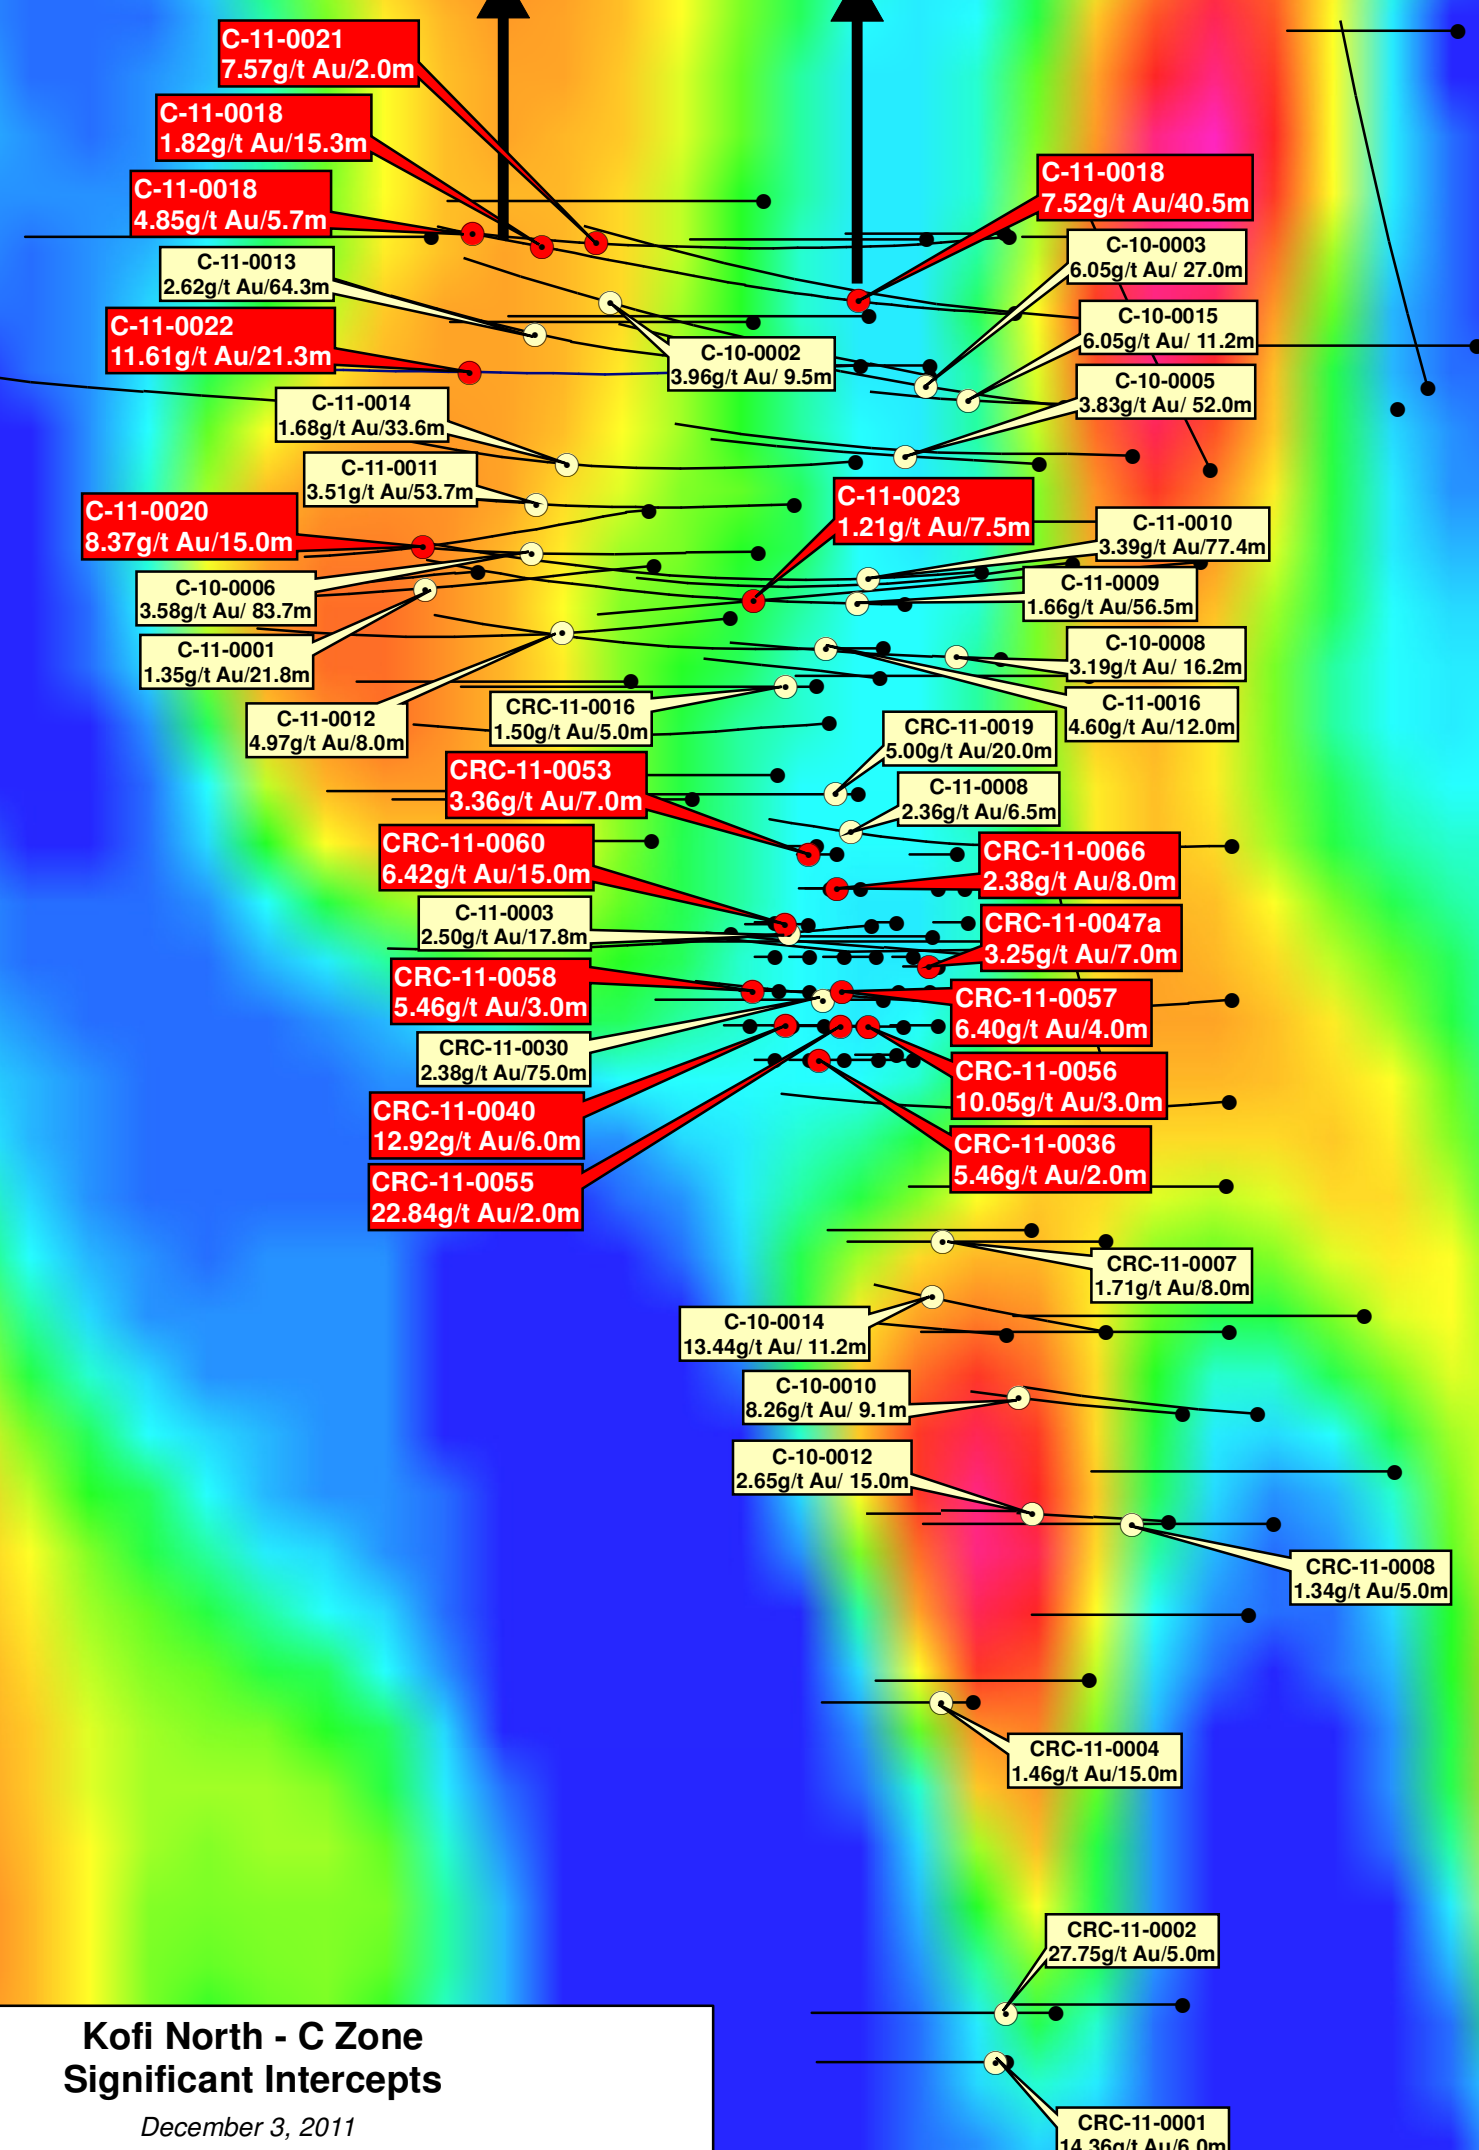 C-11-0021
7.57g/t Au/2.0m
C-11-0018
1.82g/t Au/15.3m
C-11-0018
4.85g/t Au/5.7m
C-11-0018
7.52g/t Au/40.5m
C-11-0013
2.62g/t Au/64.3m
C-10-0003
6.05g/t Au/ 27.0m
C-11-0022
11.61g/t Au/21.3m
C-10-0015
6.05g/t Au/ 11.2m
C-10-0002
3.96g/t Au/ 9.5m
C-10-0005
3.83g/t Au/ 52.0m
C-11-0014
1.68g/t Au/33.6m
C-11-0011
3.51g/t Au/53.7m
C-11-0023
1.21g/t Au/7.5m
C-11-0020
8.37g/t Au/15.0m
C-11-0010
3.39g/t Au/77.4m
C-10-0006
3.58g/t Au/ 83.7m
C-11-0009
1.66g/t Au/56.5m
C-11-0001
1.35g/t Au/21.8m
C-10-0008
3.19g/t Au/ 16.2m
C-11-0012
4.97g/t Au/8.0m
CRC-11-0016
1.50g/t Au/5.0m
C-11-0016
4.60g/t Au/12.0m
CRC-11-0019
5.00g/t Au/20.0m
CRC-11-0053
3.36g/t Au/7.0m
C-11-0008
2.36g/t Au/6.5m
CRC-11-0060
6.42g/t Au/15.0m
CRC-11-0066
2.38g/t Au/8.0m
C-11-0003
2.50g/t Au/17.8m
CRC-11-0047a
3.25g/t Au/7.0m
CRC-11-0058
5.46g/t Au/3.0m
CRC-11-0057
6.40g/t Au/4.0m
CRC-11-0030
2.38g/t Au/75.0m
CRC-11-0056
10.05g/t Au/3.0m
CRC-11-0040
12.92g/t Au/6.0m
CRC-11-0036
5.46g/t Au/2.0m
CRC-11-0055
22.84g/t Au/2.0m
CRC-11-0007
1.71g/t Au/8.0m
C-10-0014
13.44g/t Au/ 11.2m
C-10-0010
8.26g/t Au/ 9.1m
C-10-0012
2.65g/t Au/ 15.0m
CRC-11-0008
1.34g/t Au/5.0m
CRC-11-0004
1.46g/t Au/15.0m
CRC-11-0002
27.75g/t Au/5.0m
Kofi North - C Zone
Significant Intercepts
December 3, 2011
CRC-11-0001
14.36g/t Au/6.0m